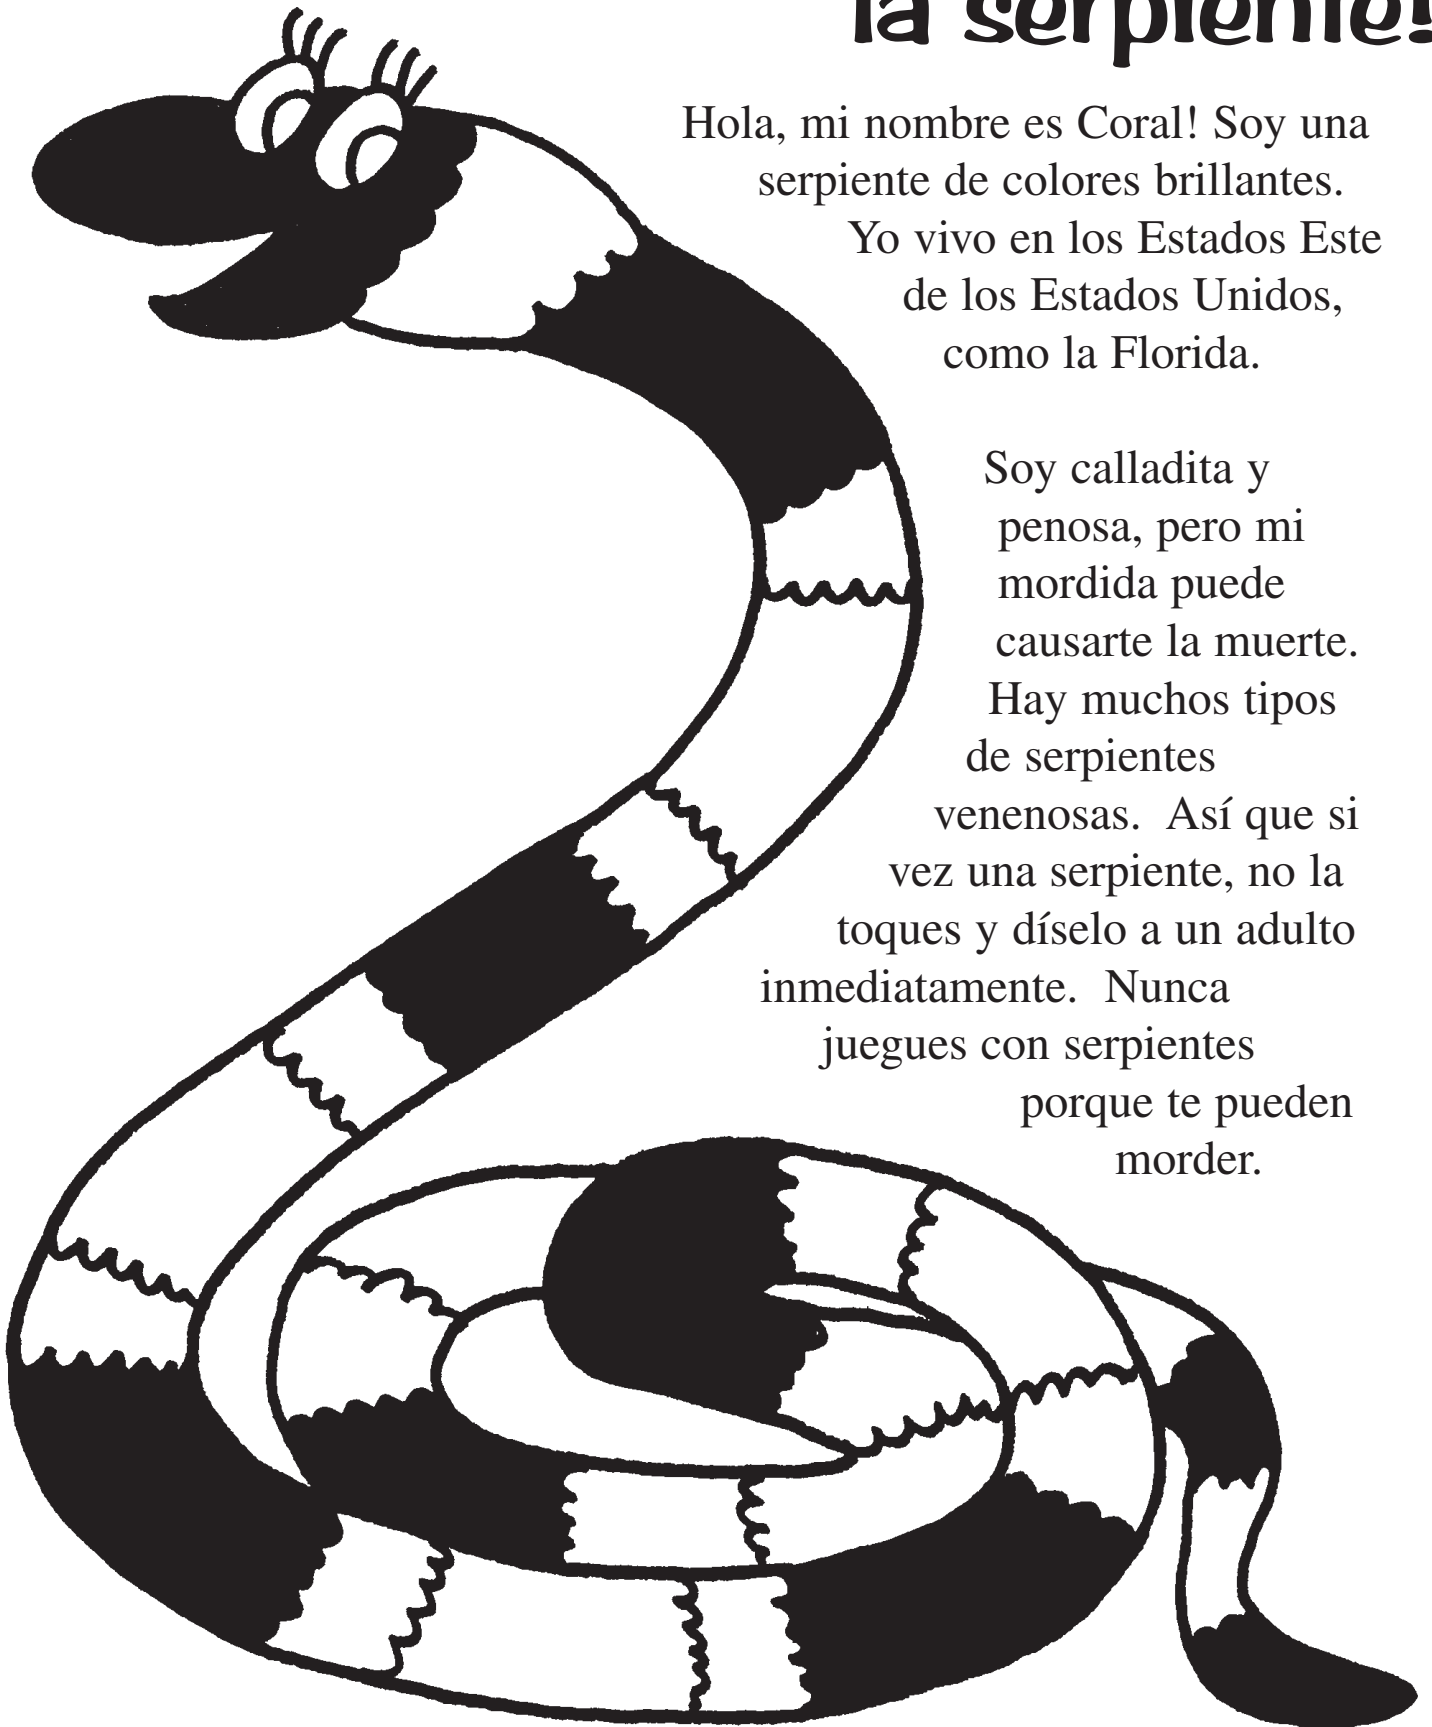 la serpiente!
Hola, mi nombre es Coral! Soy una
serpiente de colores brillantes.
Yo vivo en los Estados Este
de los Estados Unidos,
como la Florida.
Soy calladita y
penosa, pero mi
mordida puede
causarte la muerte.
Hay muchos tipos
de serpientes
venenosas.  Así que si
vez una serpiente, no la
toques y díselo a un adulto
inmediatamente.  Nunca
juegues con serpientes
porque te pueden
morder.